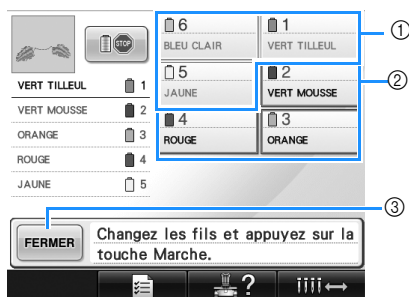 6
BLEU CLAIR
1
VERT TILLEUL
①
5
JAUNE
2
VERT MOUSSE
②
4
ROUGE
3
ORANGE
VERT TILLEUL 1
VERT MOUSSE 2
ORANGE 3
ROUGE 4
JAUNE 5
③
FERMER
Changez les fils et appuyez sur la
touche Marche.
STOP
?